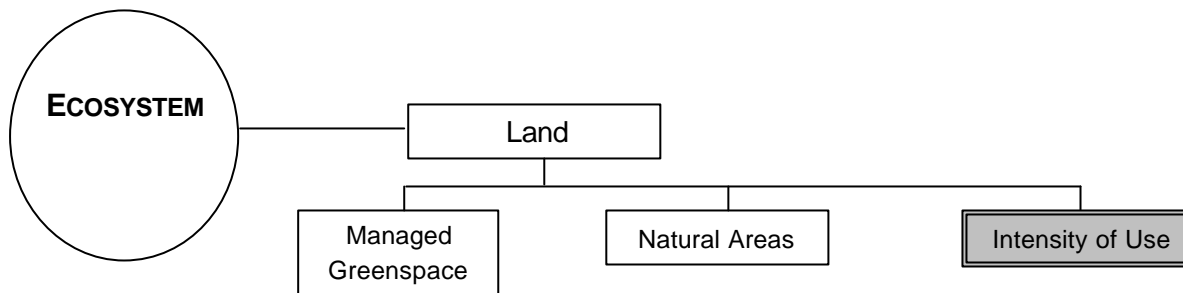 ECOSYSTEM
Land
Managed
Greenspace
Natural Areas
Intensity of Use